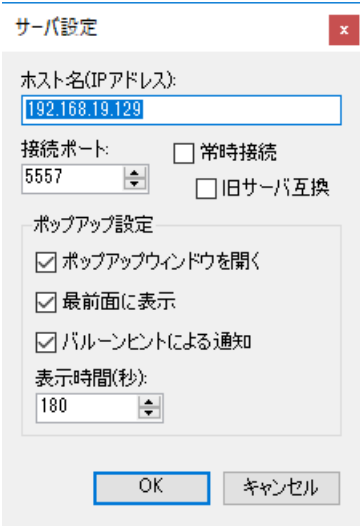 サーバ設定
x
ホスト名(IPアドレス):
192.168.19.129
接続ポート:
常時接続
5557
旧サーバ互換
ポップアップ設定
ポップアップウィンドウを開く
最前面に表示
バルーンヒントによる通知
表示時間(秒):
180
OK キャンセル